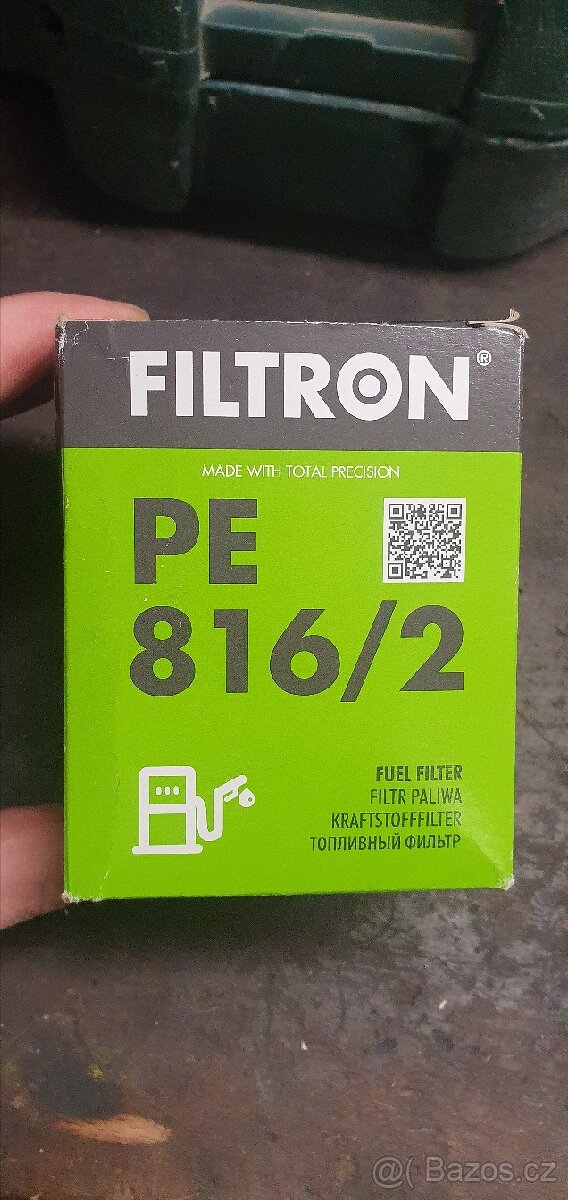 FILTRON®
MADE WITH TOTAL PRECISION
PE
816/2
FUEL FILTER
FILTR PALIWA
KRAFTSTOFFFILTER
ТОПЛИВНЫЙ ФИЛЬТР
@( Bazos.cz